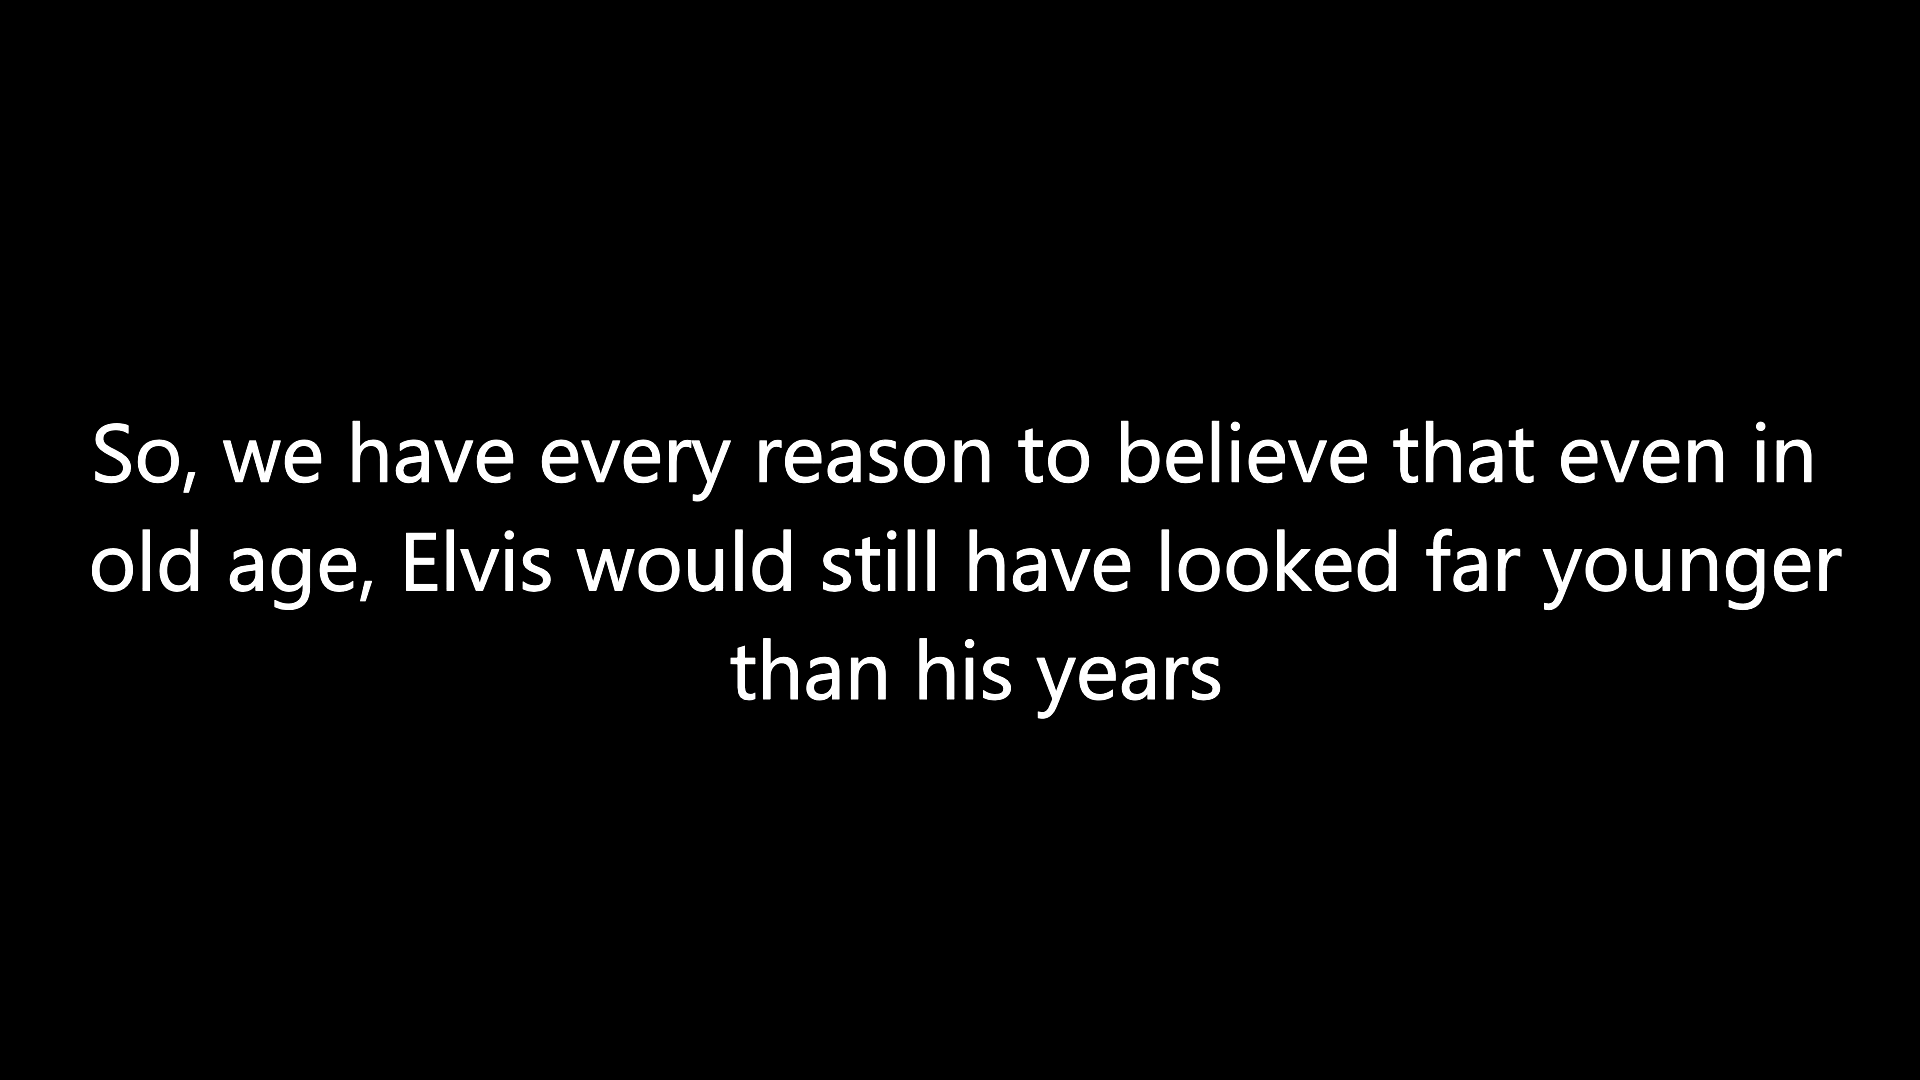 So, we have every reason to believe that even in
old age, Elvis would still have looked far younger
than his years